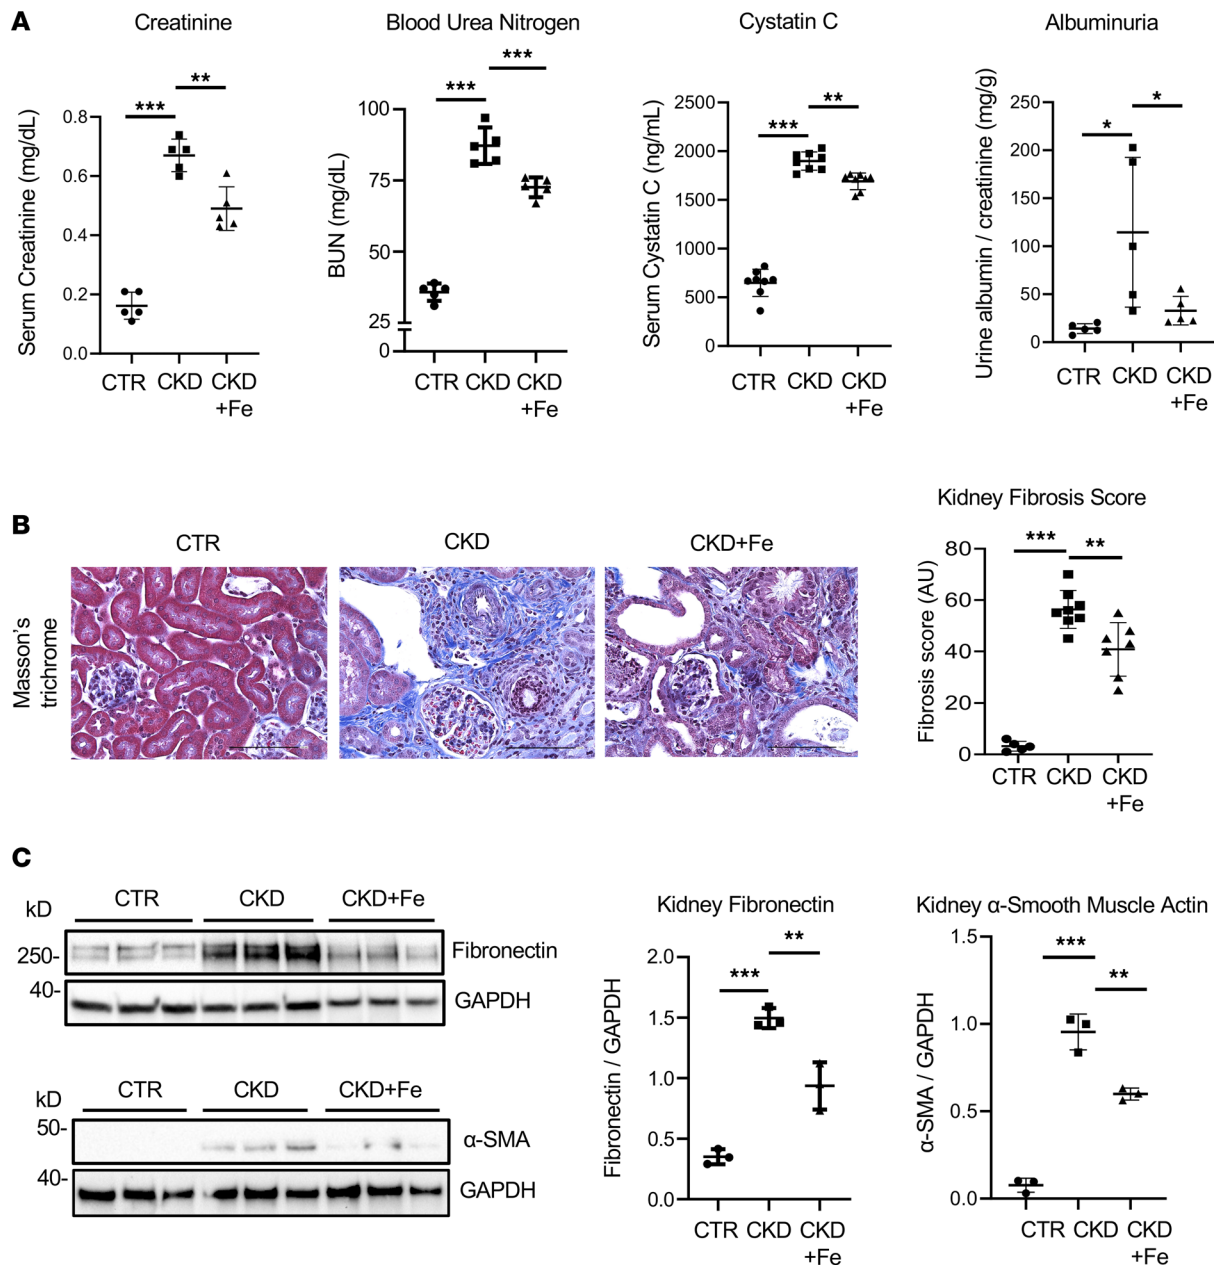 A
Creatinine
Blood Urea Nitrogen
Cystatin C
Albuminuria
Serum Creatinine (mg/dL)
0.8
0.6
0.4
0.2
0.0
***
**
CTR
CKD
CKD
+Fe
BUN (mg/dL)
100
75
50
25
0
***
***
CTR
CKD
CKD
+Fe
Serum Cystatin C (ng/mL)
2500
2000
1500
1000
500
0
***
**
CTR
CKD
CKD
+Fe
Urine albumin / creatinine (mg/g)
250
200
150
100
50
0
*
*
CTR
CKD
CKD
+Fe
B
CTR
CKD
CKD+Fe
Masson's
trichrome
Kidney Fibrosis Score
Fibrosis score (AU)
80
60
40
20
0
***
**
CTR
CKD
CKD
+Fe
C
kD
CTR
CKD
CKD+Fe
250-
Fibronectin
40-
GAPDH
kD
CTR
CKD
CKD+Fe
50-
α-SMA
40-
GAPDH
Kidney Fibronectin
Fibronectin / GAPDH
2.0
1.5
1.0
0.5
0.0
***
**
CTR
CKD
CKD
+Fe
Kidney α-Smooth Muscle Actin
α-SMA / GAPDH
1.5
1.0
0.5
0.0
***
**
CTR
CKD
CKD
+Fe